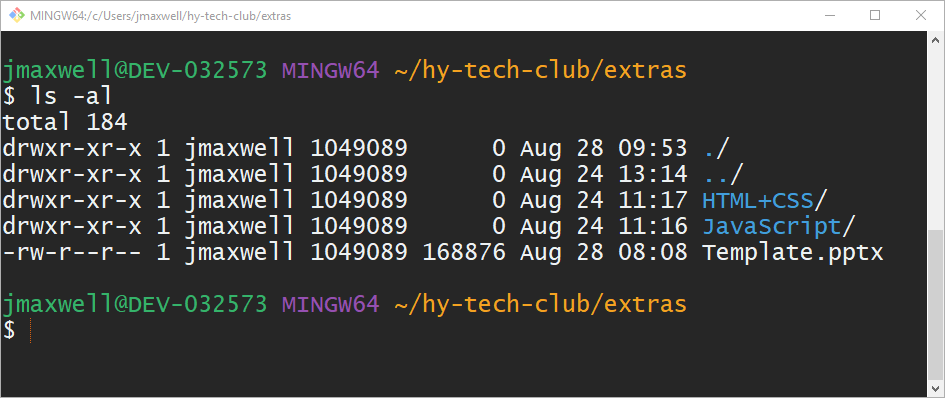 MINGW64:/c/Users/jmaxwell/hy-tech-club/extras
jmaxwell@DEV-032573 MINGW64 ~/hy-tech-club/extras
$ ls -al
total 184
drwxr-xr-x 1 jmaxwell 1049089      0 Aug 28 09:53 ./
drwxr-xr-x 1 jmaxwell 1049089      0 Aug 24 13:14 ../
drwxr-xr-x 1 jmaxwell 1049089      0 Aug 24 11:17 HTML+CSS/
drwxr-xr-x 1 jmaxwell 1049089      0 Aug 24 11:16 JavaScript/
-rw-r--r-- 1 jmaxwell 1049089 168876 Aug 28 08:08 Template.pptx
jmaxwell@DEV-032573 MINGW64 ~/hy-tech-club/extras
$